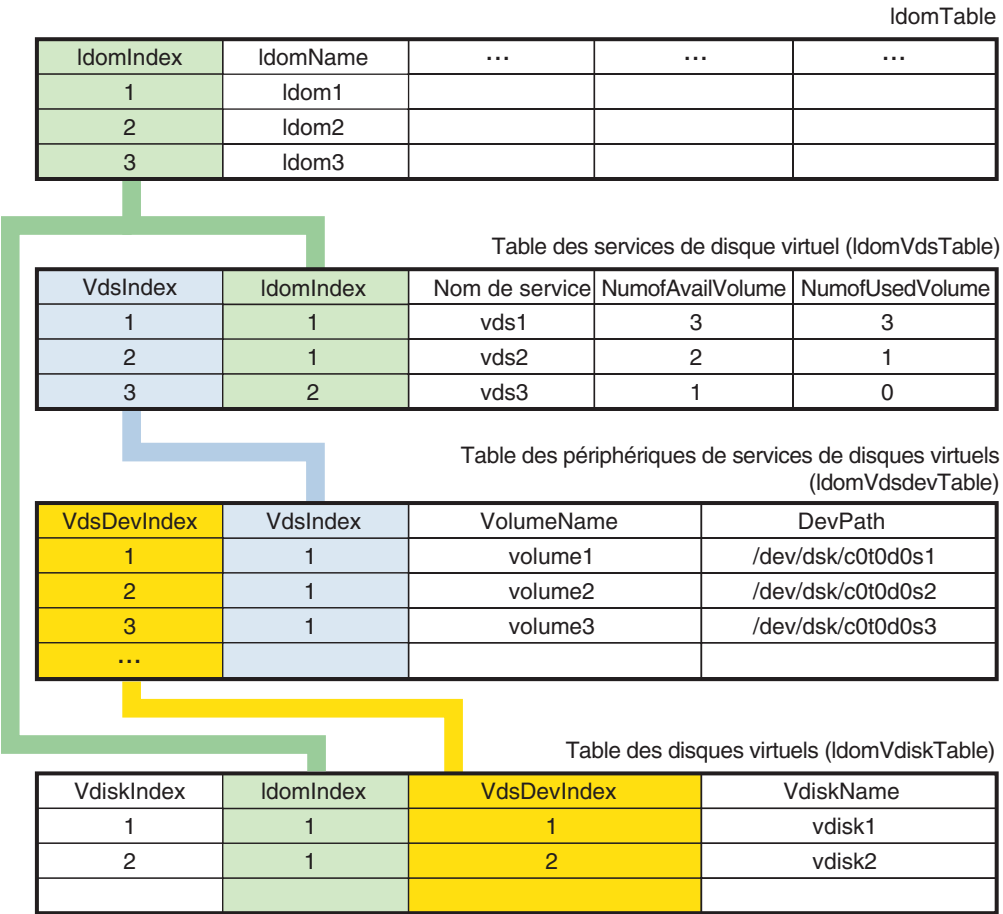 ldomTable
ldomIndex ldomName ... ... ...
1 ldom1
2 ldom2
3 ldom3
Table des services de disque virtuel (ldomVdsTable)
VdsIndex ldomIndex Nom de service NumofAvailVolume NumofUsedVolume
1 1 vds1 3 3
2 1 vds2 2 1
3 2 vds3 1 0
Table des périphériques de services de disques virtuels
(ldomVdsdevTable)
VdsDevIndex VdsIndex VolumeName DevPath
1 1 volume1 /dev/dsk/c0t0d0s1
2 1 volume2 /dev/dsk/c0t0d0s2
3 1 volume3 /dev/dsk/c0t0d0s3
...
Table des disques virtuels (ldomVdiskTable)
VdiskIndex ldomIndex VdsDevIndex VdiskName
1 1 1 vdisk1
2 1 2 vdisk2